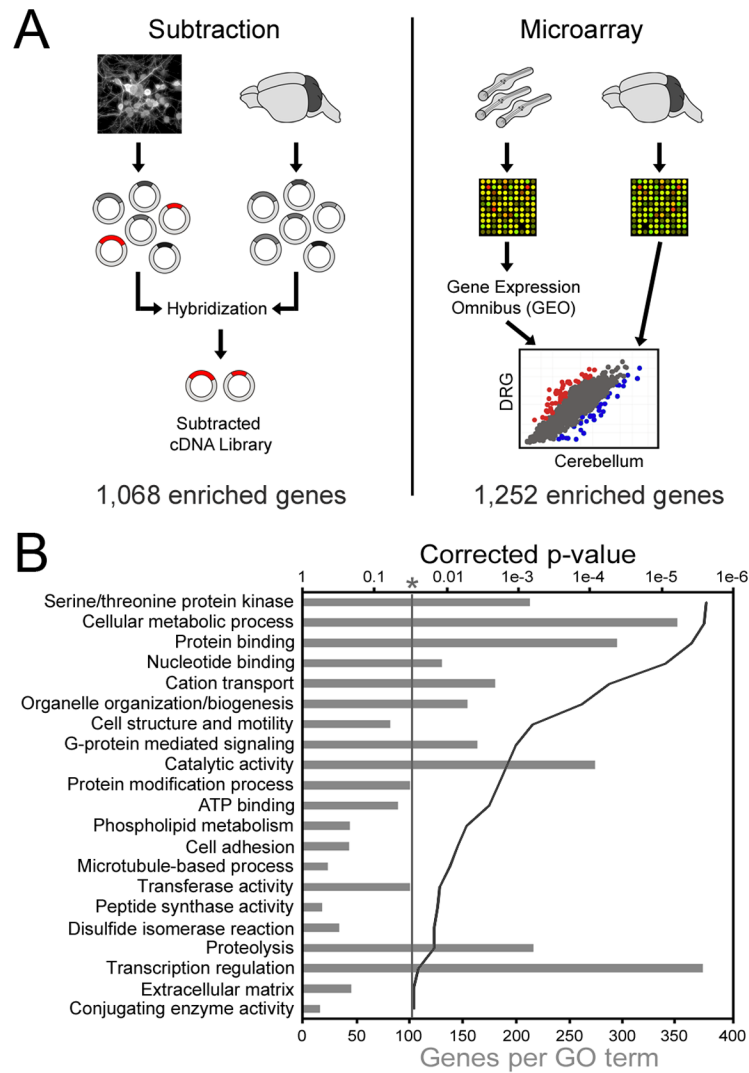 A
Subtraction
Microarray
Hybridization
Gene Expression
Omnibus (GEO)
Subtracted
cDNA Library
DRG
Cerebellum
1,068 enriched genes
1,252 enriched genes
B
Corrected p-value
1 0.1 * 0.01 1e-3 1e-4 1e-5 1e-6
Serine/threonine protein kinase
Cellular metabolic process
Protein binding
Nucleotide binding
Cation transport
Organelle organization/biogenesis
Cell structure and motility
G-protein mediated signaling
Catalytic activity
Protein modification process
ATP binding
Phospholipid metabolism
Cell adhesion
Microtubule-based process
Transferase activity
Peptide synthase activity
Disulfide isomerase reaction
Proteolysis
Transcription regulation
Extracellular matrix
Conjugating enzyme activity
0 50 100 150 200 250 300 350 400
Genes per GO term